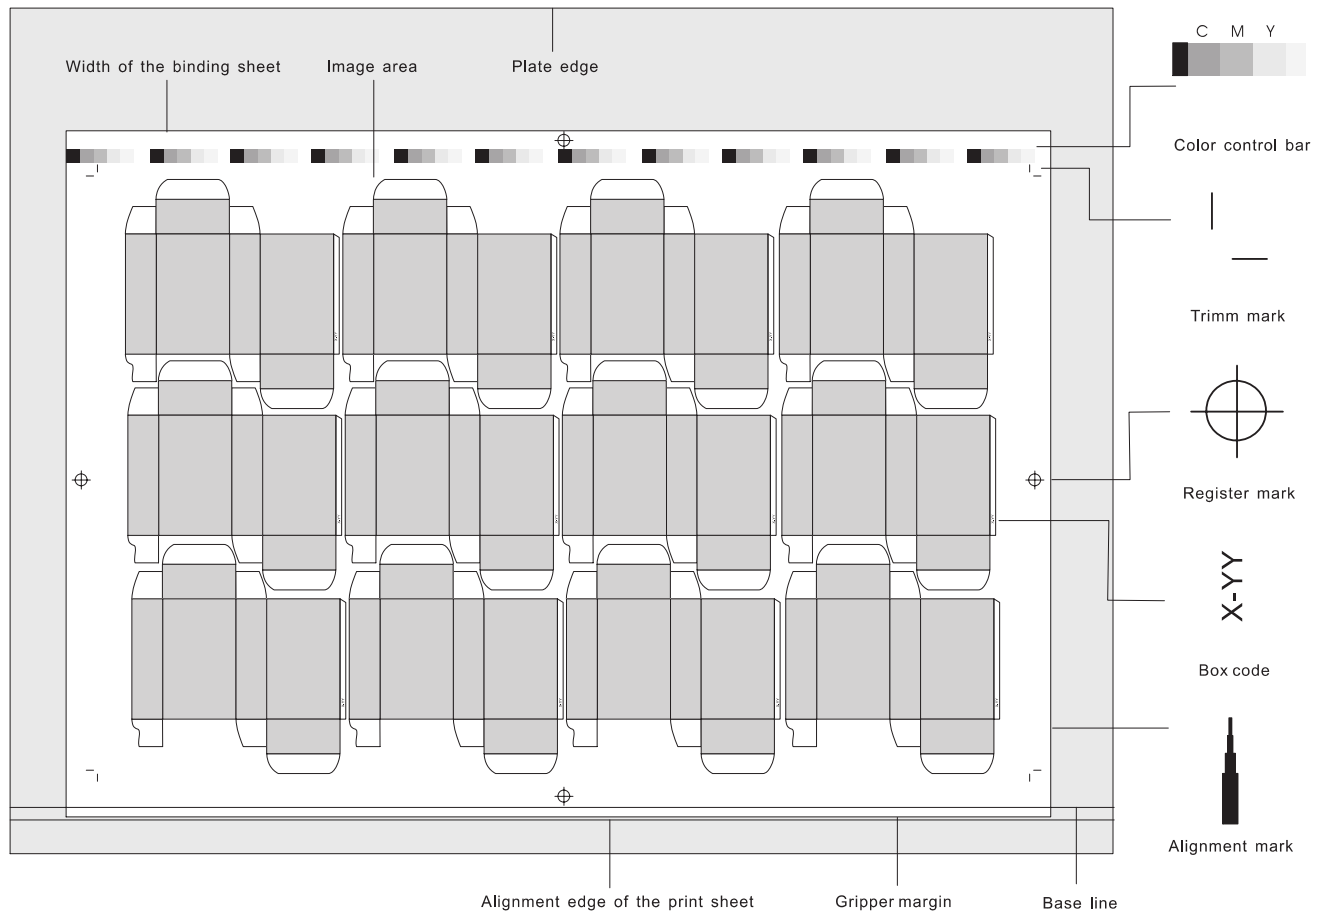 C M Y
Width of the binding sheet
Image area
Plate edge
Color control bar
Trimm mark
Register mark
X-YY
Box code
Alignment mark
Alignment edge of the print sheet
Gripper margin
Base line